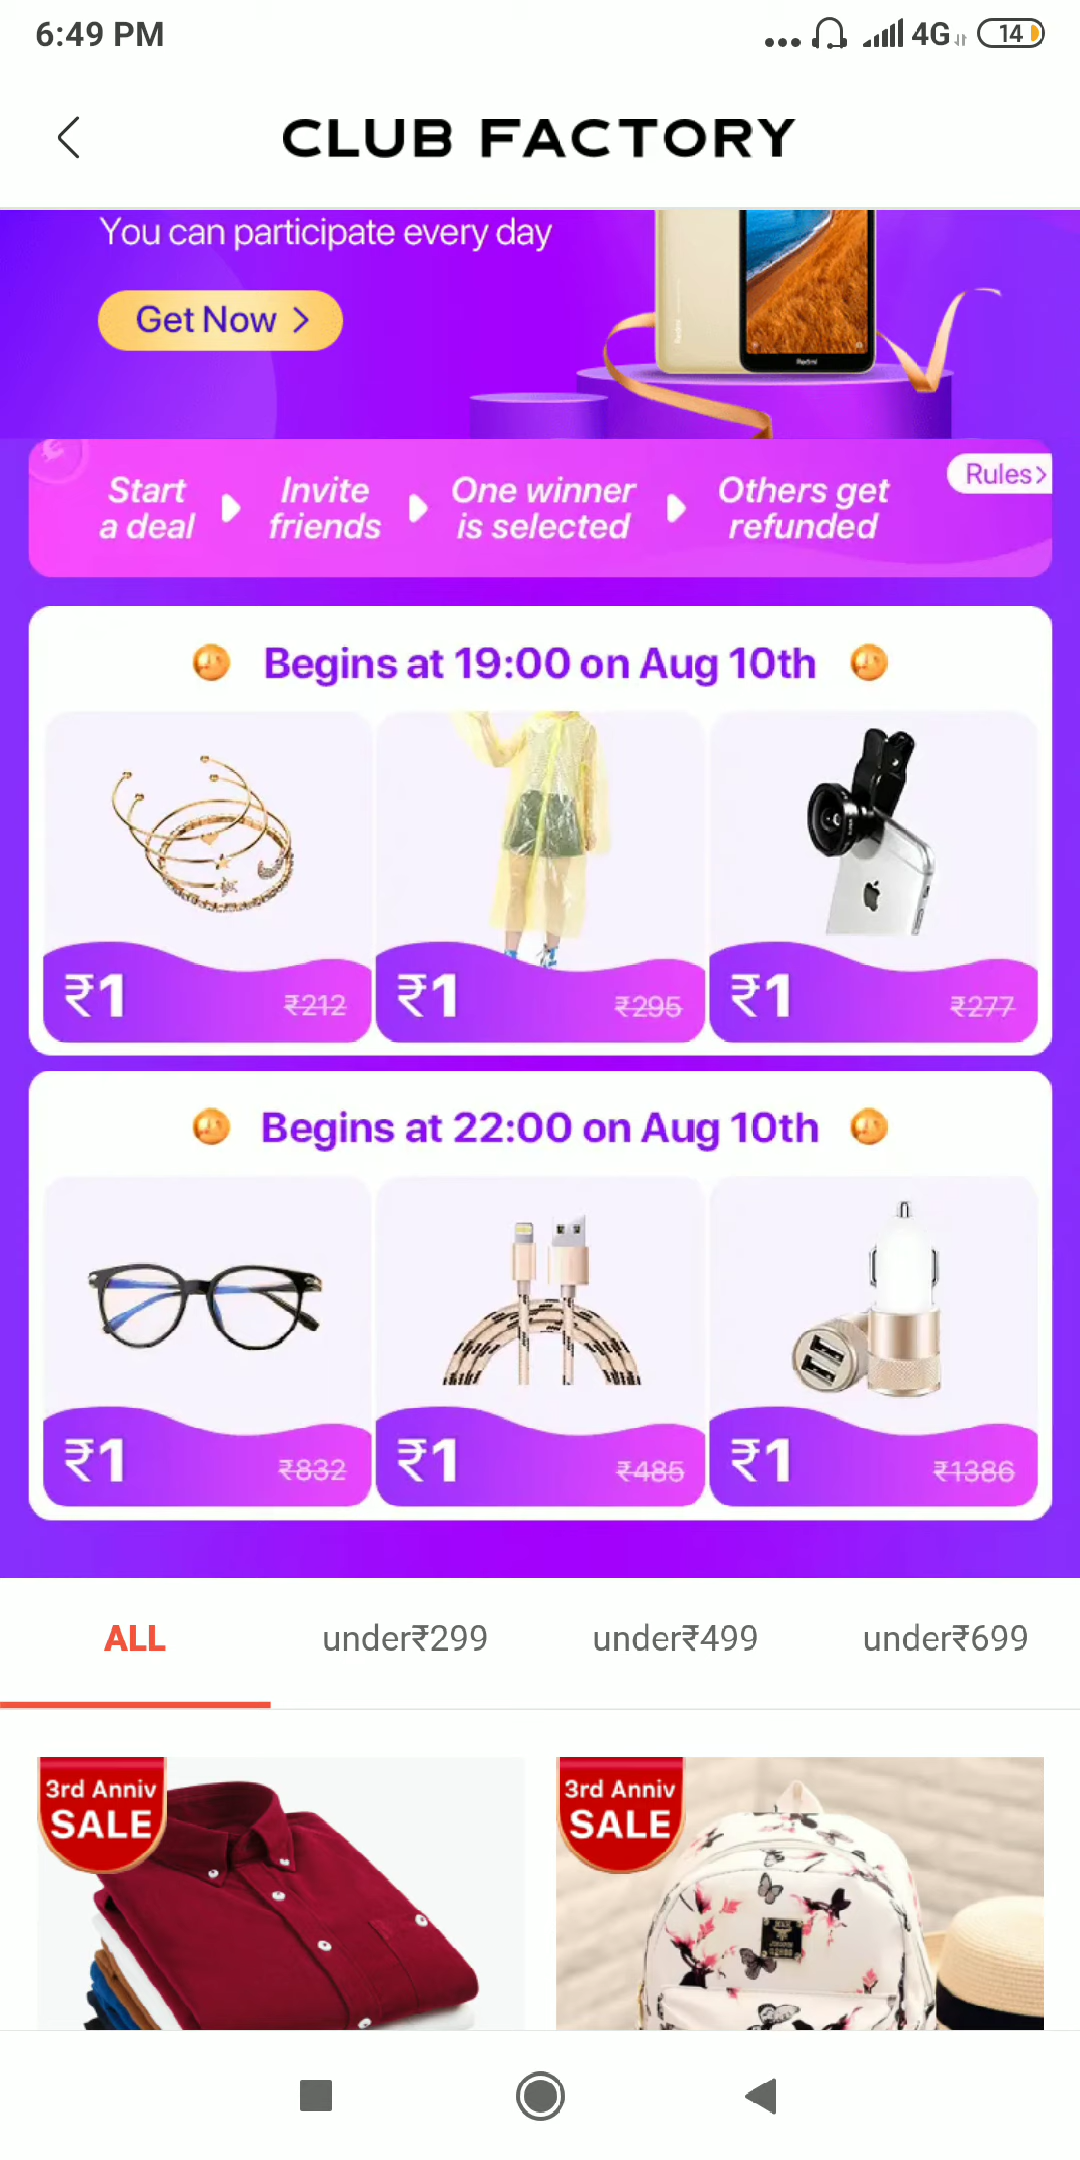 6:49 PM
4G
14
CLUB FACTORY
You can participate every day
Get Now >
Redmi
Start
a deal
Invite
friends
One winner
is selected
Others get
refunded
Rules>
Begins at 19:00 on Aug 10th
₹1 ₹212
₹1 ₹295
₹1 ₹277
Begins at 22:00 on Aug 10th
₹1 ₹832
₹1 ₹485
₹1 ₹1386
ALL
under₹299
under₹499
under₹699
3rd Anniv
SALE
3rd Anniv
SALE